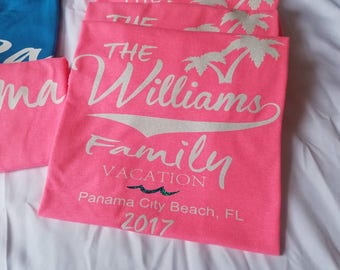 THE
Williams
Family
VACATION
Panama City Beach, FL
2017